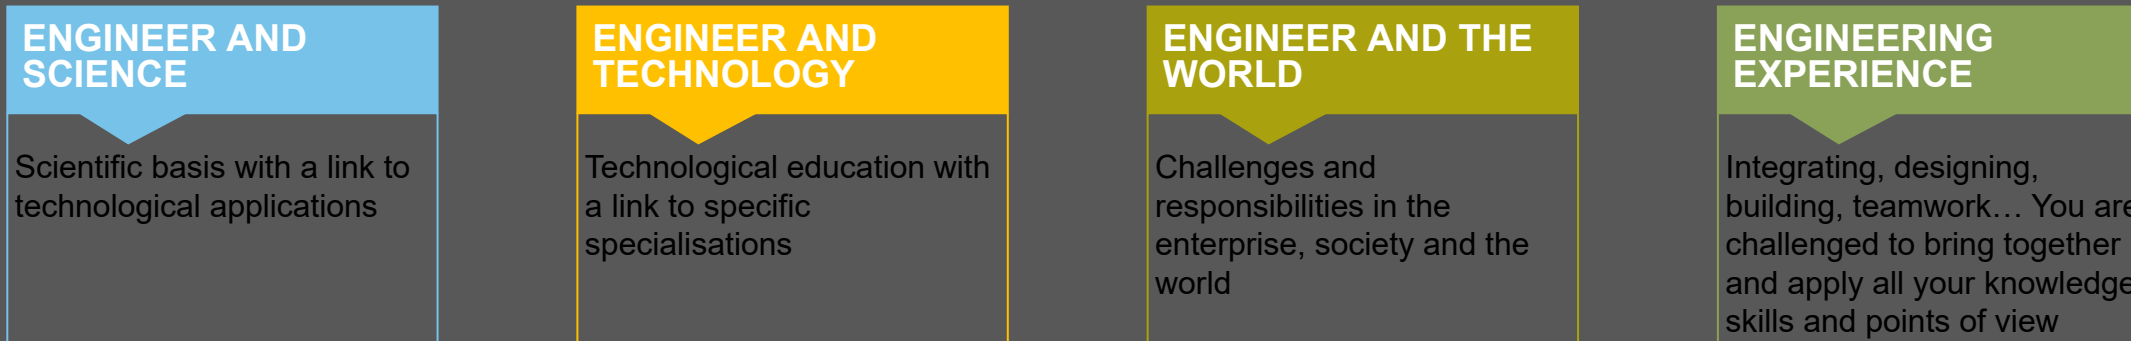 ENGINEER AND
SCIENCE
Scientific basis with a link to
technological applications
ENGINEER AND
TECHNOLOGY
Technological education with
a link to specific
specialisations
ENGINEER AND THE
WORLD
Challenges and
responsibilities in the
enterprise, society and the
world
ENGINEERING
EXPERIENCE
Integrating, designing,
building, teamwork… You are
challenged to bring together
and apply all your knowledge
skills and points of view